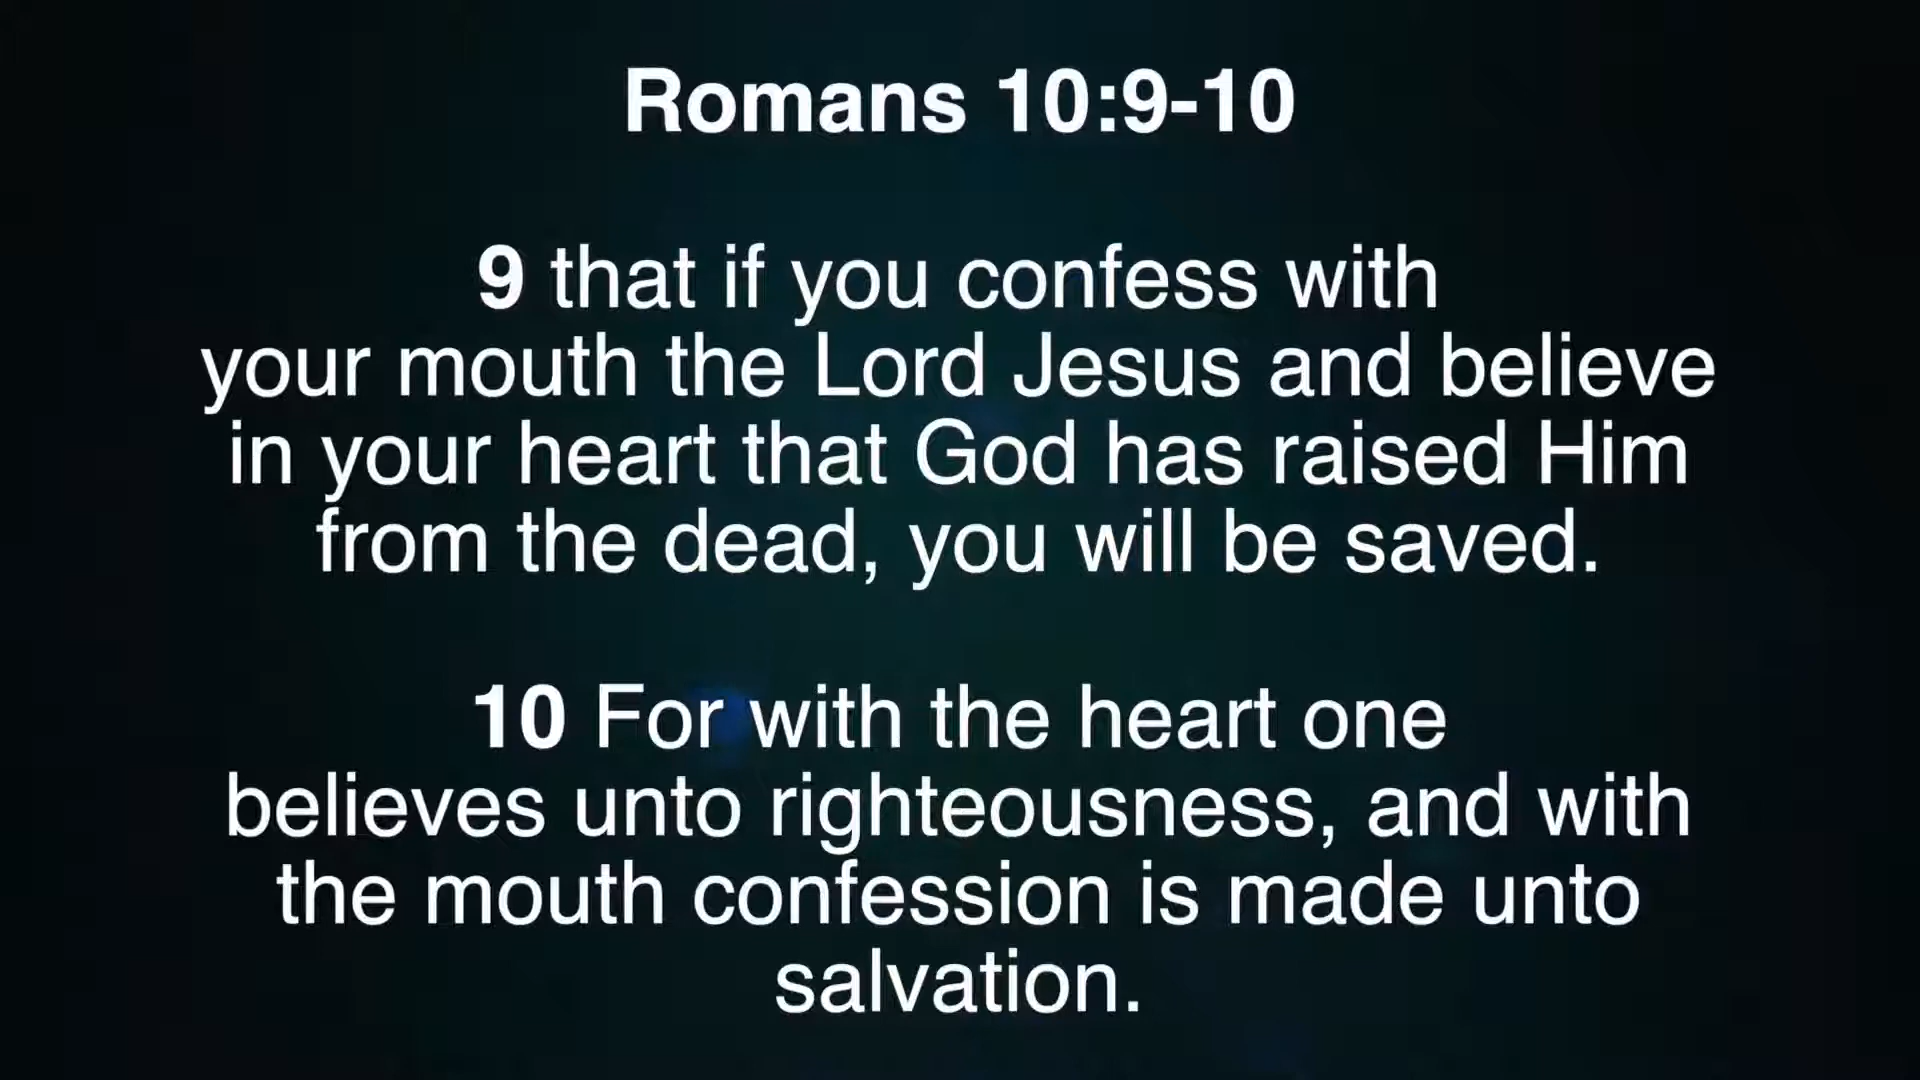 Romans 10:9-10
9 that if you confess with
your mouth the Lord Jesus and believe
in your heart that God has raised Him
from the dead, you will be saved.
10 For with the heart one
believes unto righteousness, and with
the mouth confession is made unto
salvation.